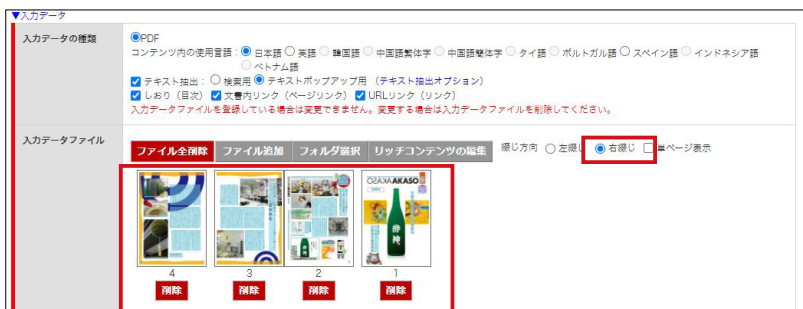 ▼入力データ
入力データの種類
PDF
コンテンツ内の使用言語: 日本語 英語 韓国語 中国語繁体字 中国語簡体字 タイ語 ポルトガル語 スペイン語 インドネシア語
ベトナム語
テキスト抽出: 検索用 テキストポップアップ用 (テキスト抽出オプション)
しおり(目次) 文書内リンク(ページリンク) URLリンク(リンク)
入力データファイルを登録している場合は変更できません。変更する場合は入力データファイルを削除してください。
入力データファイル
ファイル全削除 ファイル追加 フォルダ選択 リッチコンテンツの編集 綴じ方向 左綴じ 右綴じ 単ページ表示
AKASO
酔鯨
4 3 2 1
削除 削除 削除 削除